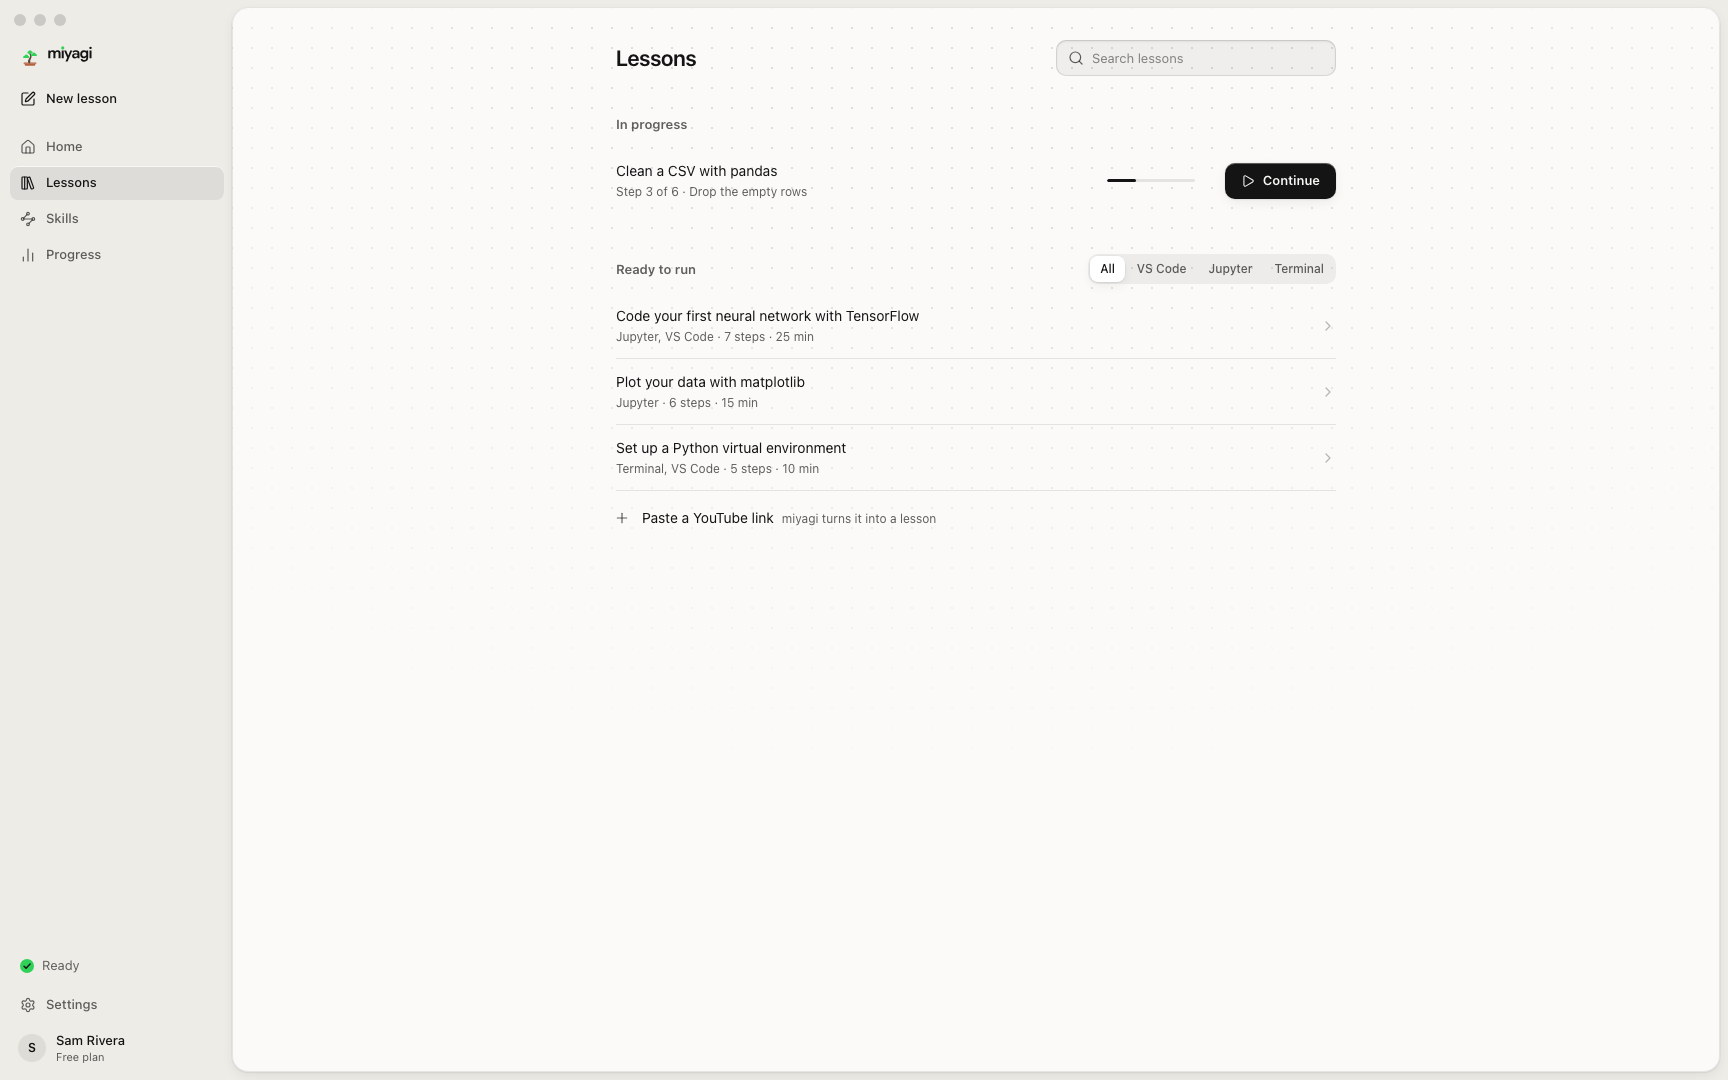 miyagi
New lesson
Home
Lessons
Skills
Progress
Ready
Settings
S
Sam Rivera
Free plan
Lessons
Search lessons
In progress
Clean a CSV with pandas
Step 3 of 6 · Drop the empty rows
Continue
Ready to run
All VS Code Jupyter Terminal
Code your first neural network with TensorFlow
Jupyter, VS Code · 7 steps · 25 min
Plot your data with matplotlib
Jupyter · 6 steps · 15 min
Set up a Python virtual environment
Terminal, VS Code · 5 steps · 10 min
Paste a YouTube link miyagi turns it into a lesson